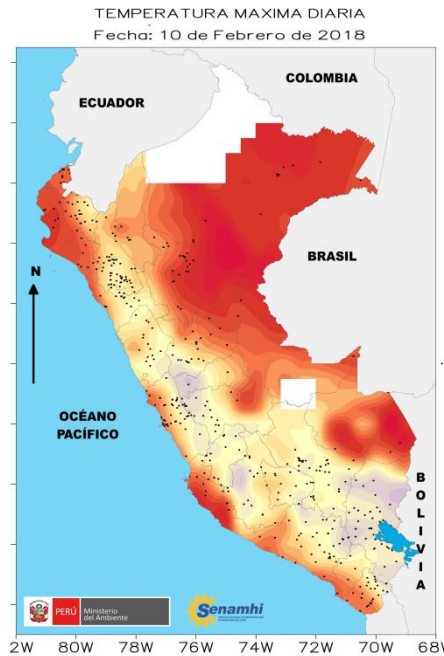 TEMPERATURA MAXIMA DIARIA
Fecha: 10 de Febrero de 2018
COLOMBIA
ECUADOR
BRASIL
N
OCÉANO
PACÍFICO
BOLIVIA
PERÚ
Ministerio
del Ambiente
Senamhi
2W 80W 78W 76W 74W 72W 70W 68W